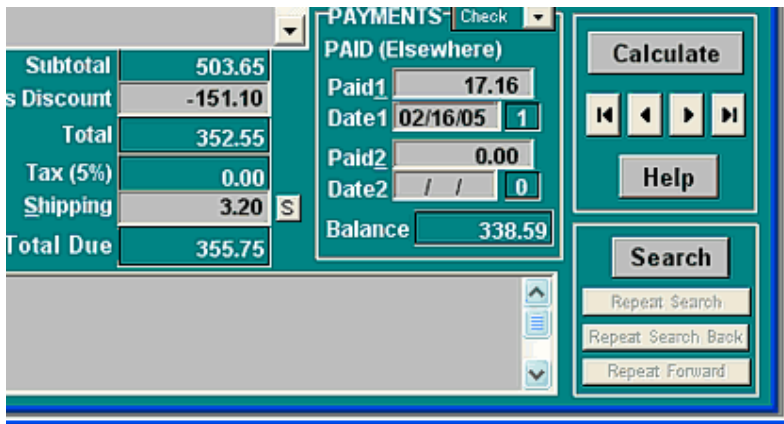 PAYMENTS Check
PAID (Elsewhere)
Subtotal 503.65
s Discount -151.10
Total 352.55
Tax (5%) 0.00
Shipping 3.20 S
Total Due 355.75
Paid1 17.16
Date1 02/16/05 1
Paid2 0.00
Date2 / / 0
Balance 338.59
Calculate
Help
Search
Repeat Search
Repeat Search Back
Repeat Forward